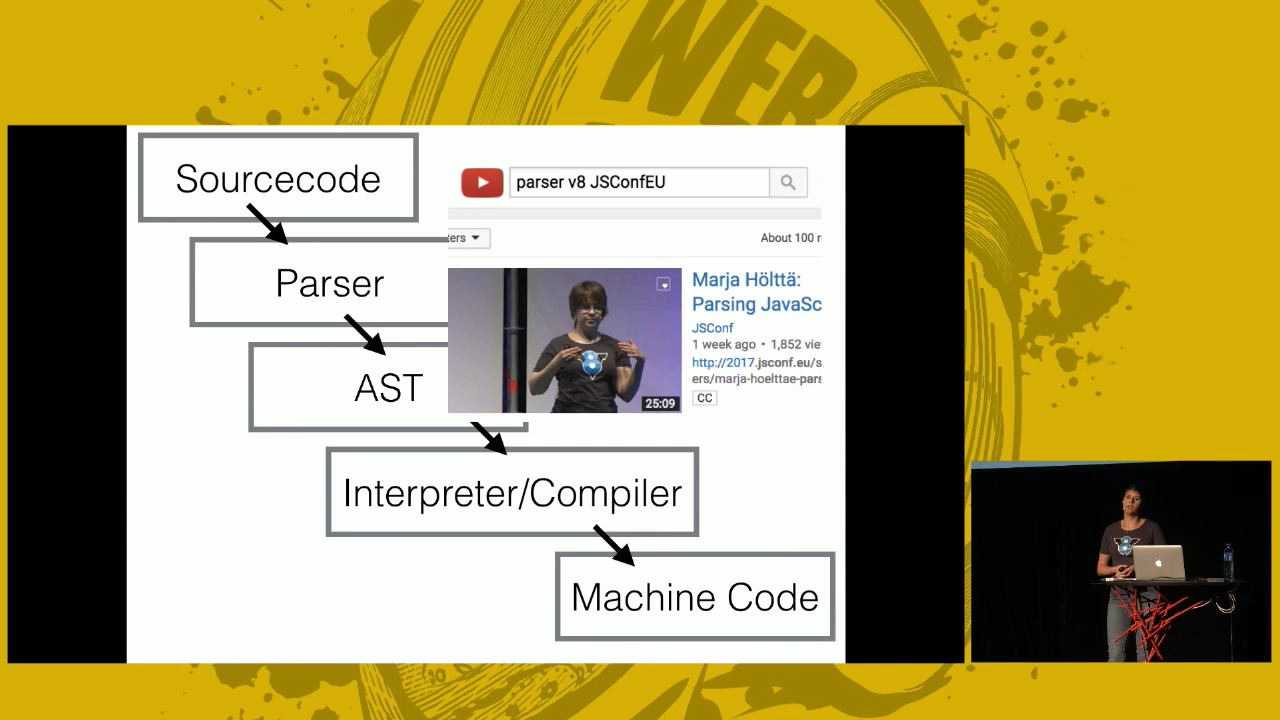 WEB
Sourcecode
parser v8 JSConfEU
ters
About 100 r
Parser
Marja Hölttä:
Parsing JavaSc
JSConf
1 week ago • 1,852 vie
http://2017.jsconf.eu/s
ers/marja-hoelttae-pars
CC
25:09
AST
Interpreter/Compiler
Machine Code